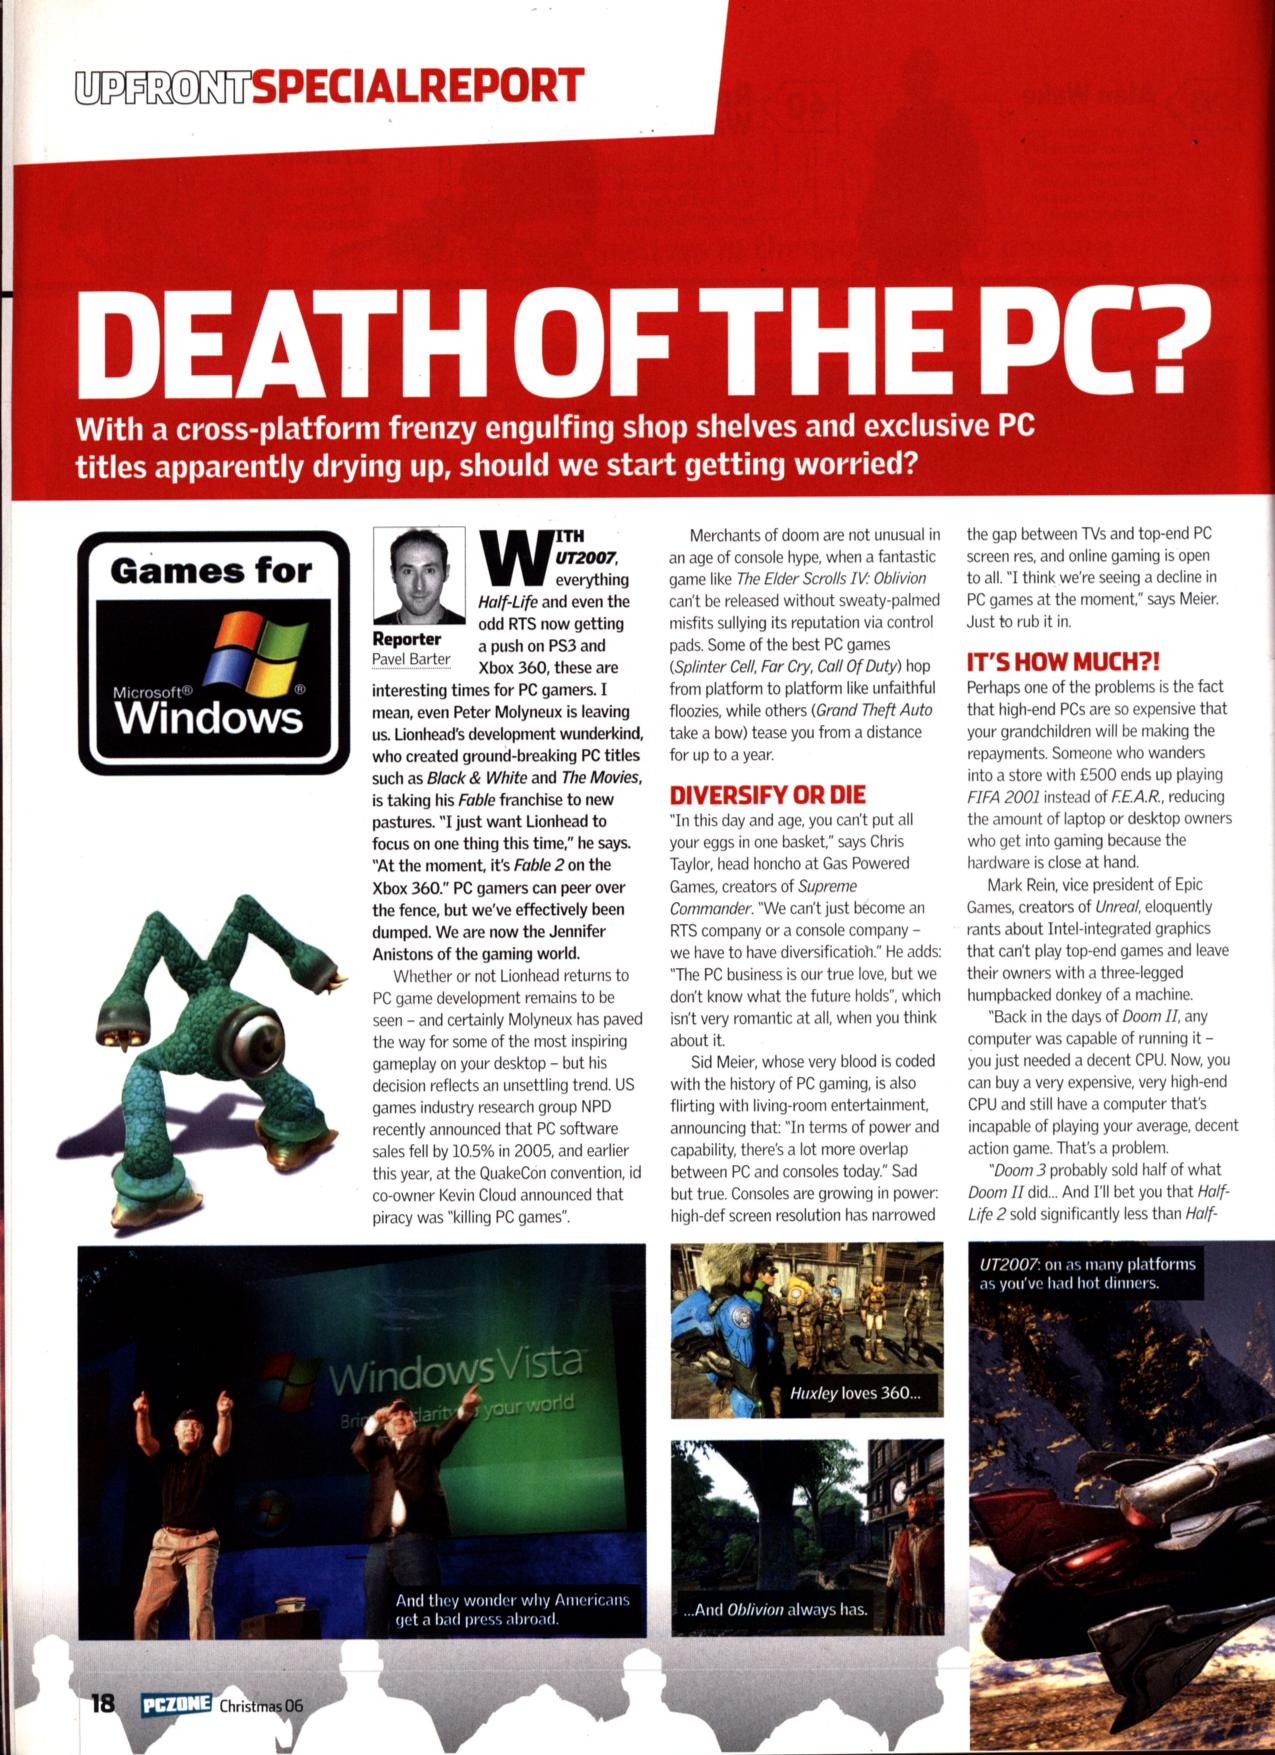 UPFRONTSPECIALREPORT
DEATH OF THE PC?
With a cross-platform frenzy engulfing shop shelves and exclusive PC
titles apparently drying up, should we start getting worried?
Games for
Microsoft®
Windows
®
Reporter
Pavel Barter
WITH
UT2007,
everything
Half-Life and even the
odd RTS now getting
a push on PS3 and
Xbox 360, these are
interesting times for PC gamers. I
mean, even Peter Molyneux is leaving
us. Lionhead's development wunderkind,
who created ground-breaking PC titles
such as Black & White and The Movies,
is taking his Fable franchise to new
pastures. "I just want Lionhead to
focus on one thing this time," he says.
"At the moment, it's Fable 2 on the
Xbox 360." PC gamers can peer over
the fence, but we've effectively been
dumped. We are now the Jennifer
Anistons of the gaming world.
Whether or not Lionhead returns to
PC game development remains to be
seen – and certainly Molyneux has paved
the way for some of the most inspiring
gameplay on your desktop – but his
decision reflects an unsettling trend. US
games industry research group NPD
recently announced that PC software
sales fell by 10.5% in 2005, and earlier
this year, at the QuakeCon convention, id
co-owner Kevin Cloud announced that
piracy was "killing PC games".
Merchants of doom are not unusual in
an age of console hype, when a fantastic
game like The Elder Scrolls IV: Oblivion
can't be released without sweaty-palmed
misfits sullying its reputation via control
pads. Some of the best PC games
(Splinter Cell, Far Cry, Call Of Duty) hop
from platform to platform like unfaithful
floozies, while others (Grand Theft Auto
take a bow) tease you from a distance
for up to a year.
DIVERSIFY OR DIE
"In this day and age, you can't put all
your eggs in one basket," says Chris
Taylor, head honcho at Gas Powered
Games, creators of Supreme
Commander. "We can't just become an
RTS company or a console company –
we have to have diversification." He adds:
"The PC business is our true love, but we
don't know what the future holds", which
isn't very romantic at all, when you think
about it.
Sid Meier, whose very blood is coded
with the history of PC gaming, is also
flirting with living-room entertainment,
announcing that: "In terms of power and
capability, there's a lot more overlap
between PC and consoles today." Sad
but true. Consoles are growing in power:
high-def screen resolution has narrowed
the gap between TVs and top-end PC
screen res, and online gaming is open
to all. "I think we're seeing a decline in
PC games at the moment," says Meier.
Just to rub it in.
IT'S HOW MUCH?!
Perhaps one of the problems is the fact
that high-end PCs are so expensive that
your grandchildren will be making the
repayments. Someone who wanders
into a store with £500 ends up playing
FIFA 2001 instead of F.E.A.R., reducing
the amount of laptop or desktop owners
who get into gaming because the
hardware is close at hand.
Mark Rein, vice president of Epic
Games, creators of Unreal, eloquently
rants about Intel-integrated graphics
that can't play top-end games and leave
their owners with a three-legged
humpbacked donkey of a machine.
"Back in the days of Doom II, any
computer was capable of running it –
you just needed a decent CPU. Now, you
can buy a very expensive, very high-end
CPU and still have a computer that's
incapable of playing your average, decent
action game. That's a problem.
"Doom 3 probably sold half of what
Doom II did... And I'll bet you that Half-
Life 2 sold significantly less than Half-
Windows Vista
clarity your world
And they wonder why Americans
get a bad press abroad.
Huxley loves 360...
...And Oblivion always has.
UT2007: on as many platforms
as you've had hot dinners.
18 PCZONE Christmas 06